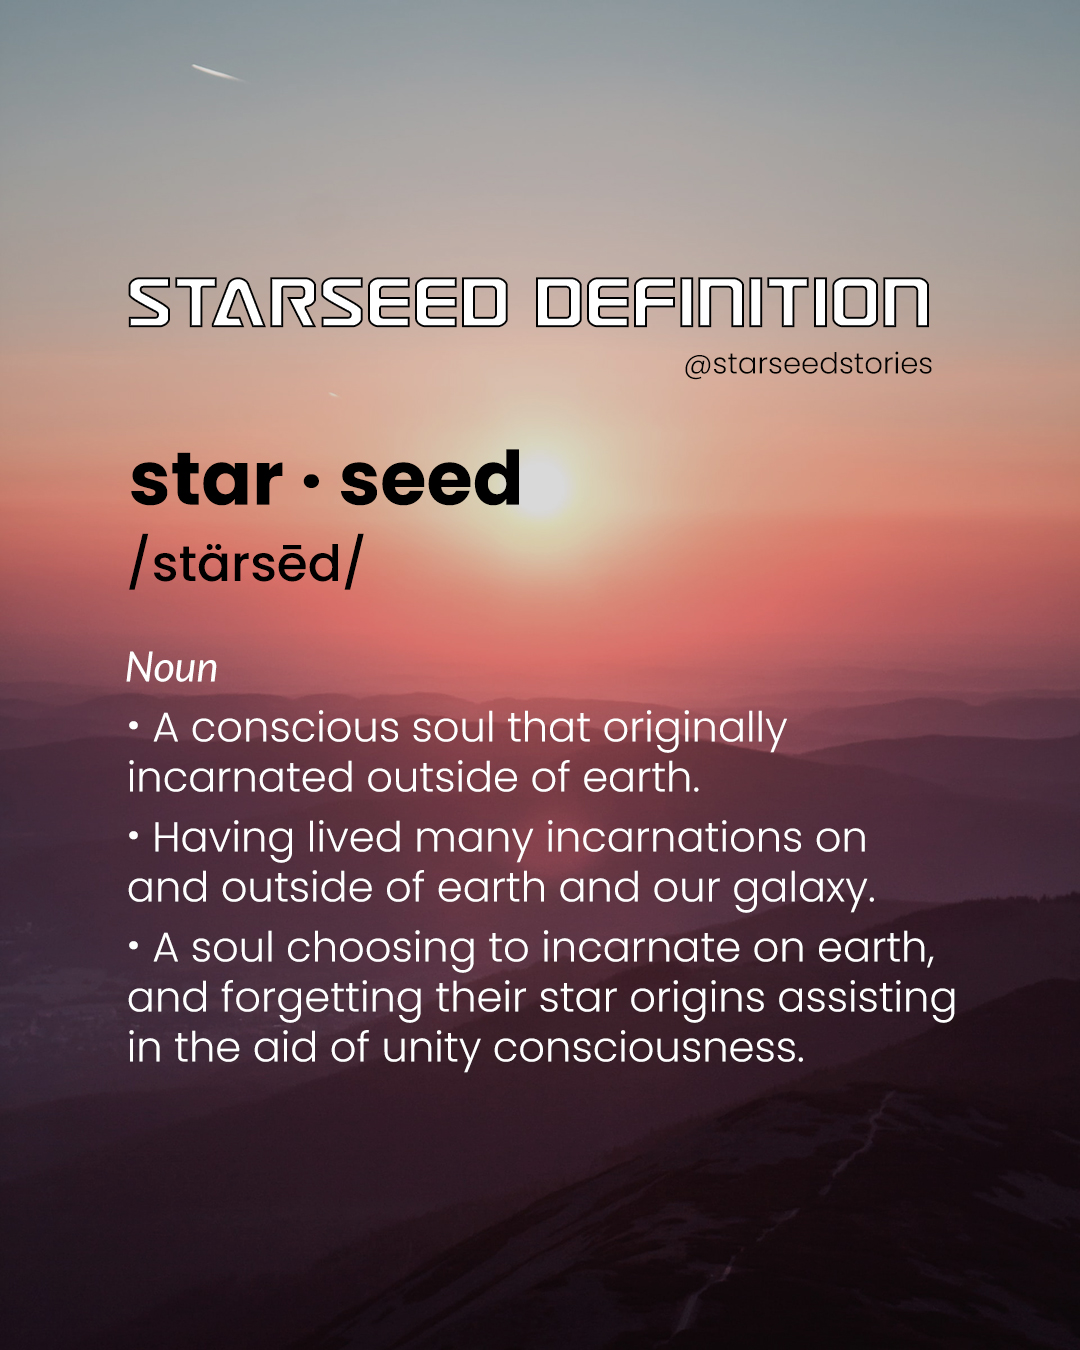 STARSEED DEFINITION
@starseedstories
star · seed
/stärsēd/
Noun
• A conscious soul that originally
incarnated outside of earth.
• Having lived many incarnations on
and outside of earth and our galaxy.
• A soul choosing to incarnate on earth,
and forgetting their star origins assisting
in the aid of unity consciousness.